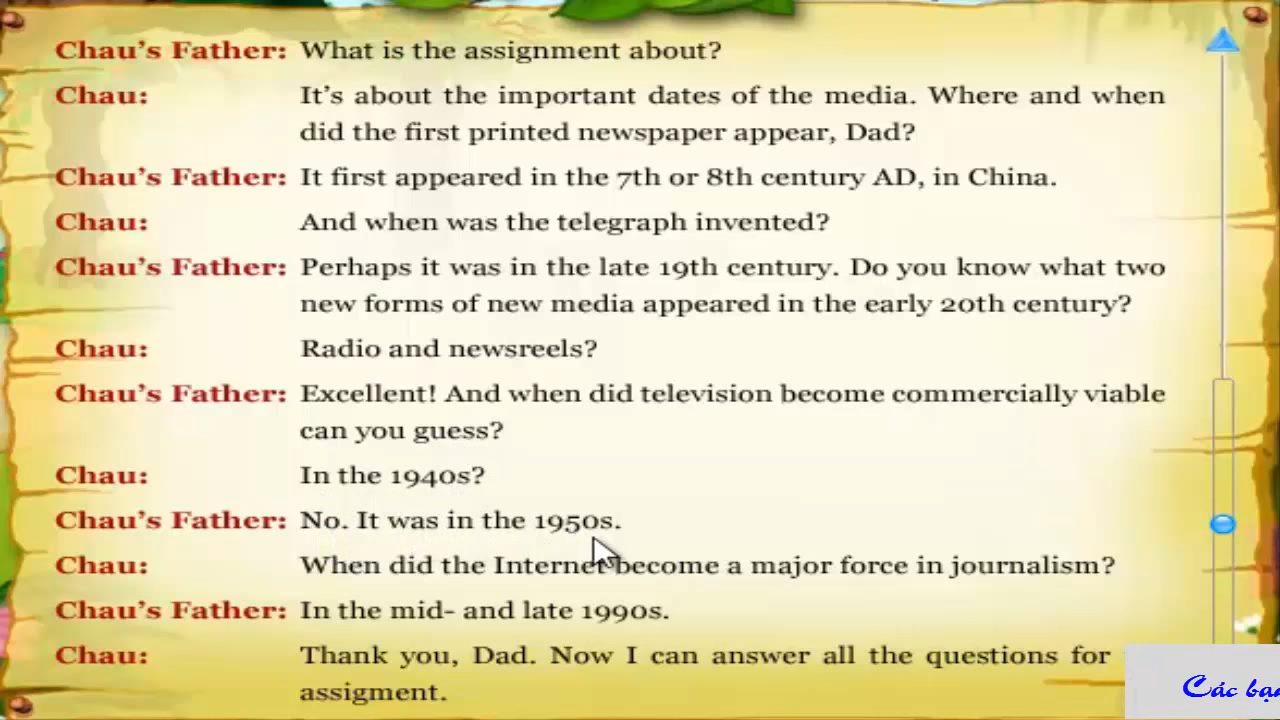 Chau's Father: What is the assignment about?
Chau: It's about the important dates of the media. Where and when
did the first printed newspaper appear, Dad?
Chau's Father: It first appeared in the 7th or 8th century AD, in China.
Chau: And when was the telegraph invented?
Chau's Father: Perhaps it was in the late 19th century. Do you know what two
new forms of new media appeared in the early 20th century?
Chau: Radio and newsreels?
Chau's Father: Excellent! And when did television become commercially viable
can you guess?
Chau: In the 1940s?
Chau's Father: No. It was in the 1950s.
Chau: When did the Internet become a major force in journalism?
Chau's Father: In the mid- and late 1990s.
Chau: Thank you, Dad. Now I can answer all the questions for
assigment.
Các bạn